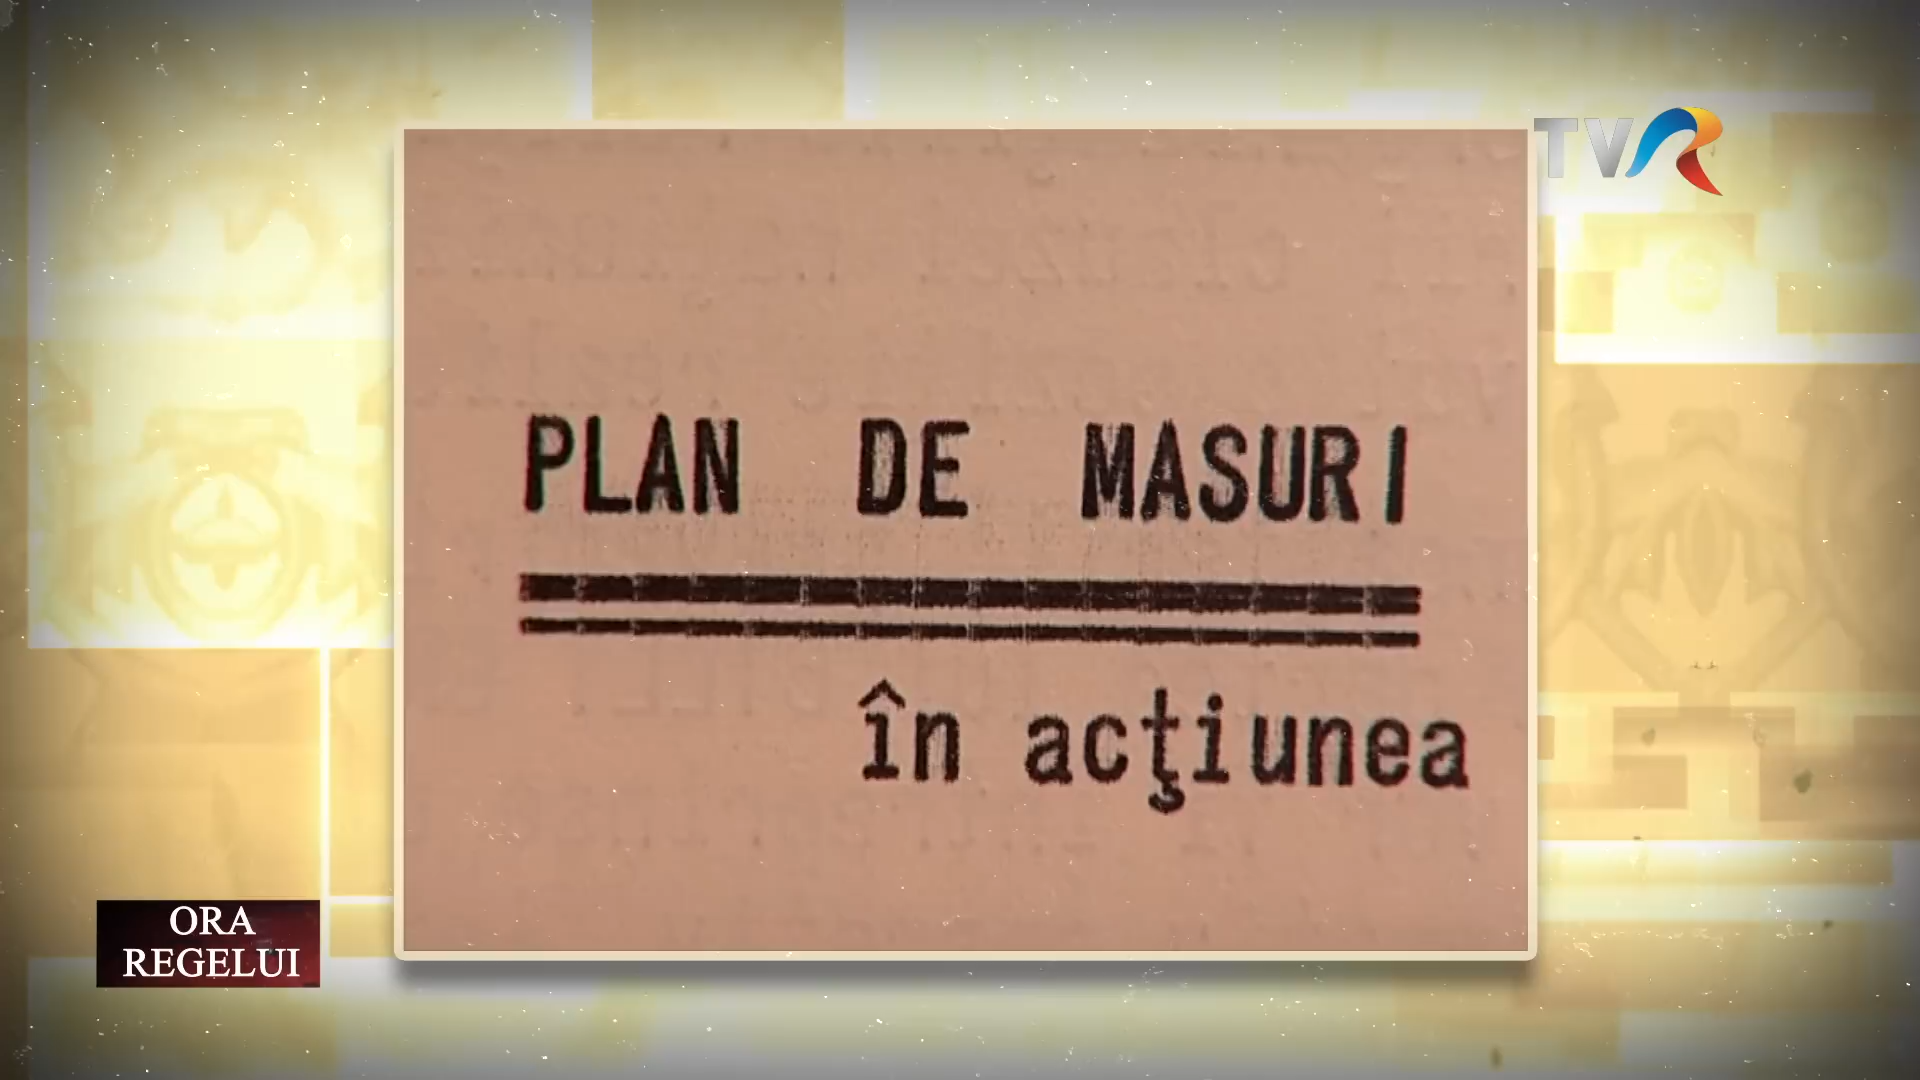 TVR
PLAN DE MASURI
în acţiunea
ORA
REGELUI